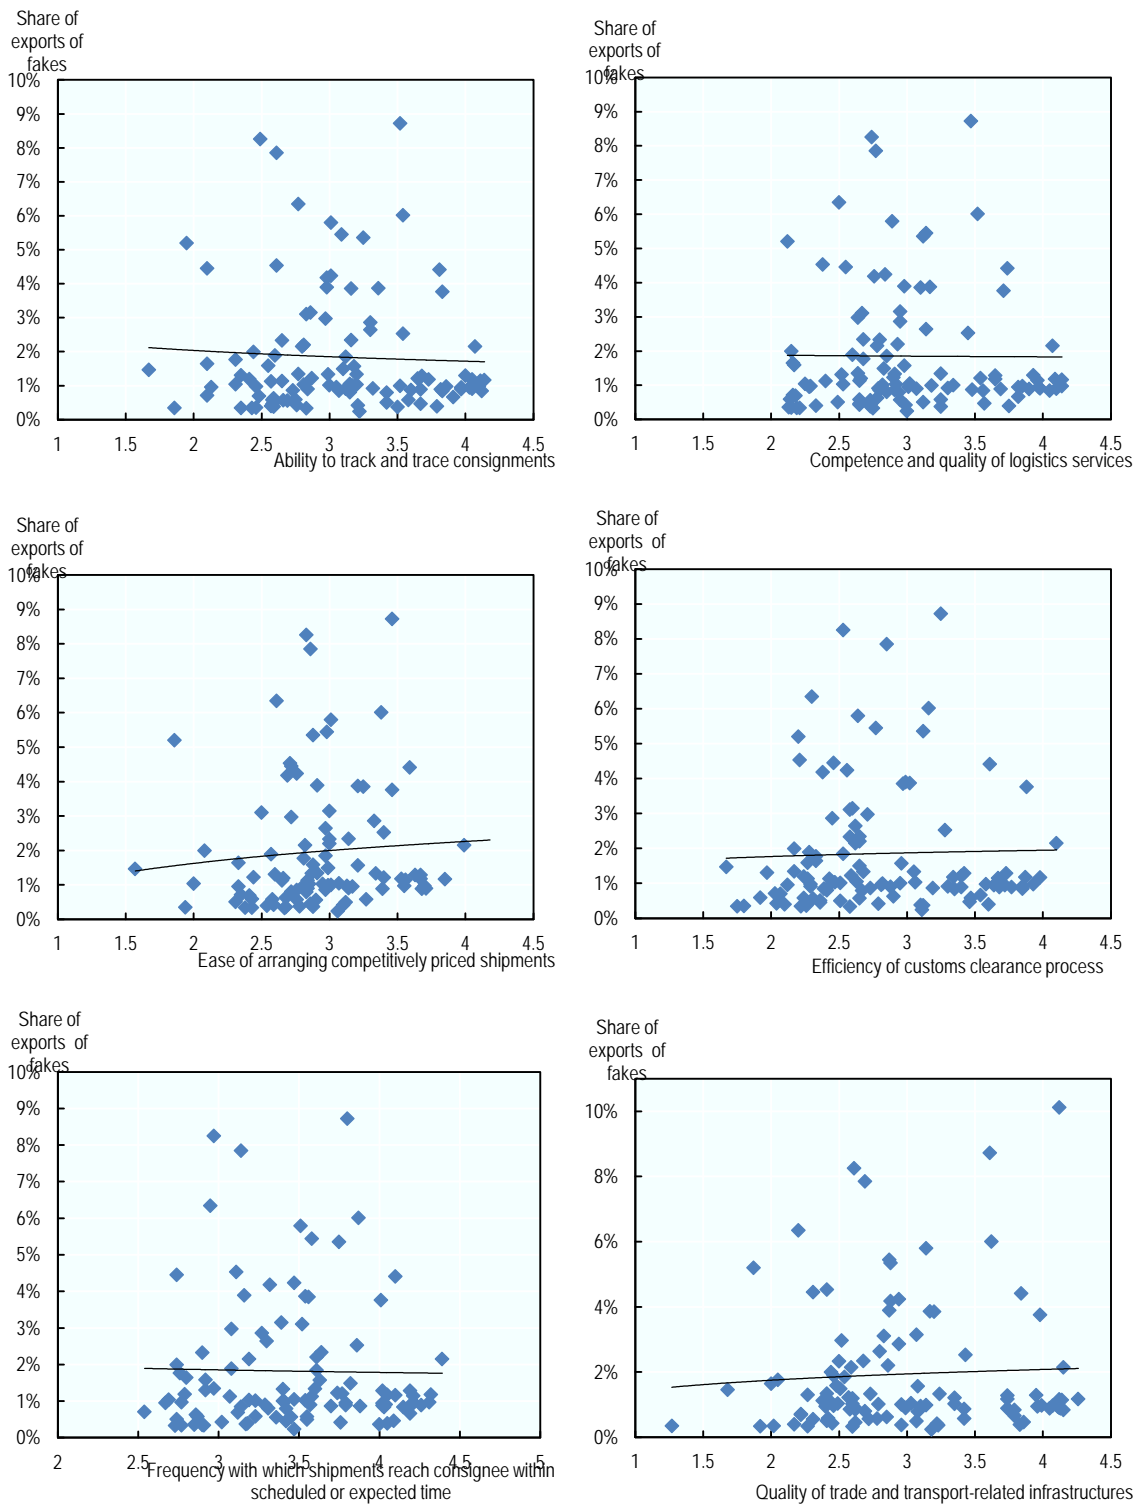 Share of
exports of
fakes
10%
9%
8%
7%
6%
5%
4%
3%
2%
1%
0%
1 1.5 2 2.5 3 3.5 4 4.5
Ability to track and trace consignments
Share of
exports of
fakes
10%
9%
8%
7%
6%
5%
4%
3%
2%
1%
0%
1 1.5 2 2.5 3 3.5 4 4.5
Competence and quality of logistics services
Share of
exports of
fakes
10%
9%
8%
7%
6%
5%
4%
3%
2%
1%
0%
1 1.5 2 2.5 3 3.5 4 4.5
Ease of arranging competitively priced shipments
Share of
exports of
fakes
10%
9%
8%
7%
6%
5%
4%
3%
2%
1%
0%
1 1.5 2 2.5 3 3.5 4 4.5
Efficiency of customs clearance process
Share of
exports of
fakes
10%
9%
8%
7%
6%
5%
4%
3%
2%
1%
0%
2 2.5 3 3.5 4 4.5 5
Frequency with which shipments reach consignee within
scheduled or expected time
Share of
exports of
fakes
10%
8%
6%
4%
2%
0%
1 1.5 2 2.5 3 3.5 4 4.5
Quality of trade and transport-related infrastructures